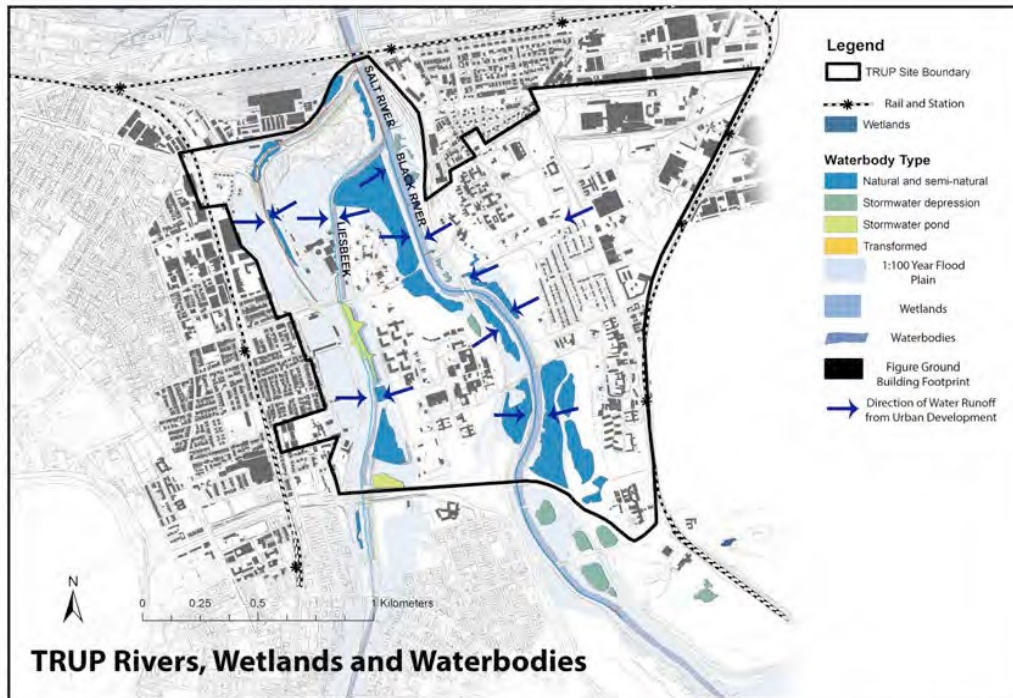 SALT RIVER
BLACK RIVER
LIESBEEK
Legend
TRUP Site Boundary
Rail and Station
Wetlands
Waterbody Type
Natural and semi-natural
Stormwater depression
Stormwater pond
Transformed
1:100 Year Flood
Plain
Wetlands
Waterbodies
Figure Ground
Building Footprint
Direction of Water Runoff
from Urban Development
N
0 0.25 0.5 1 Kilometers
TRUP Rivers, Wetlands and Waterbodies